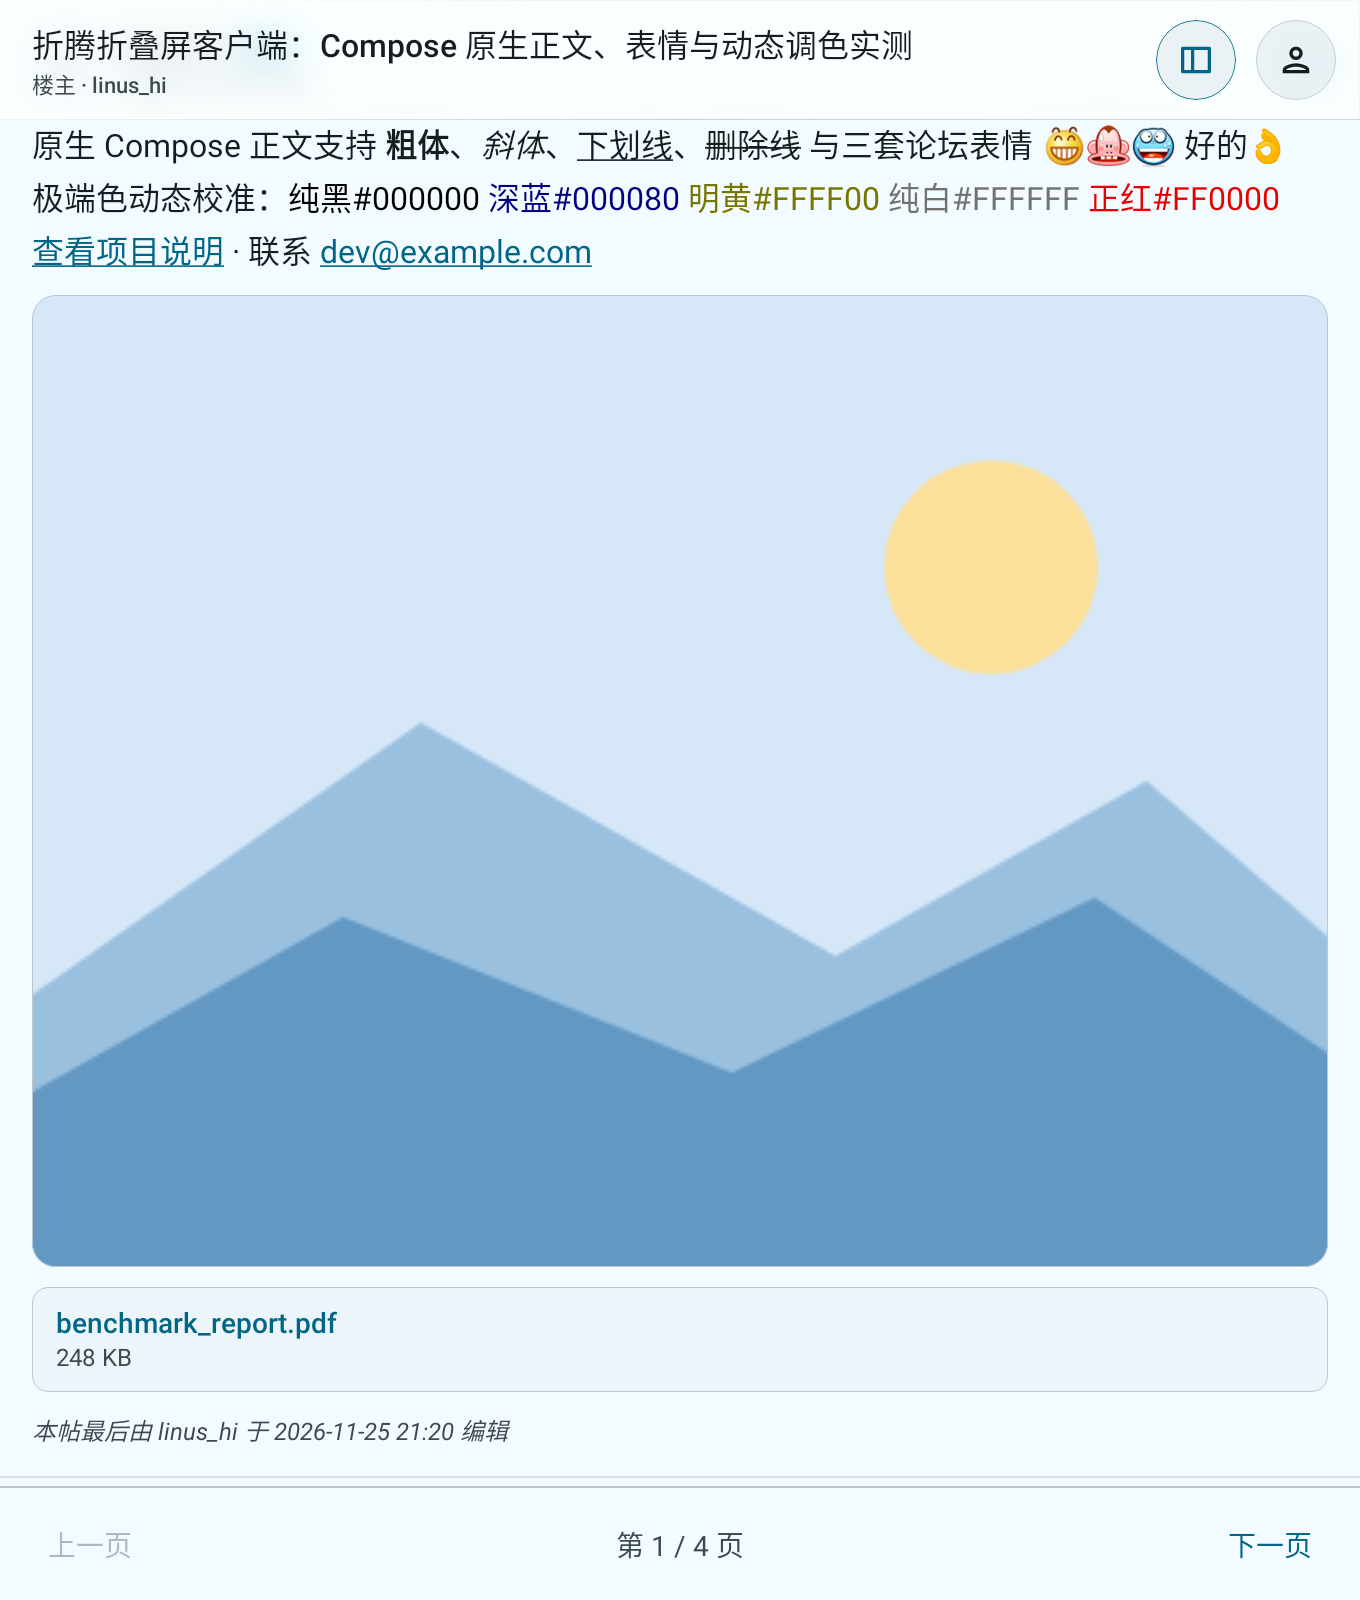 折腾折叠屏客户端：Compose 原生正文、表情与动态调色实测
楼主 · linus_hi
原生 Compose 正文支持 粗体、斜体、下划线、删除线 与三套论坛表情 😁 好的👌
极端色动态校准：纯黑#000000 深蓝#000080 明黄#FFFF00 纯白#FFFFFF 正红#FF0000
查看项目说明 · 联系 dev@example.com
benchmark_report.pdf
248 KB
本帖最后由 linus_hi 于 2026-11-25 21:20 编辑
上一页
第 1 / 4 页
下一页